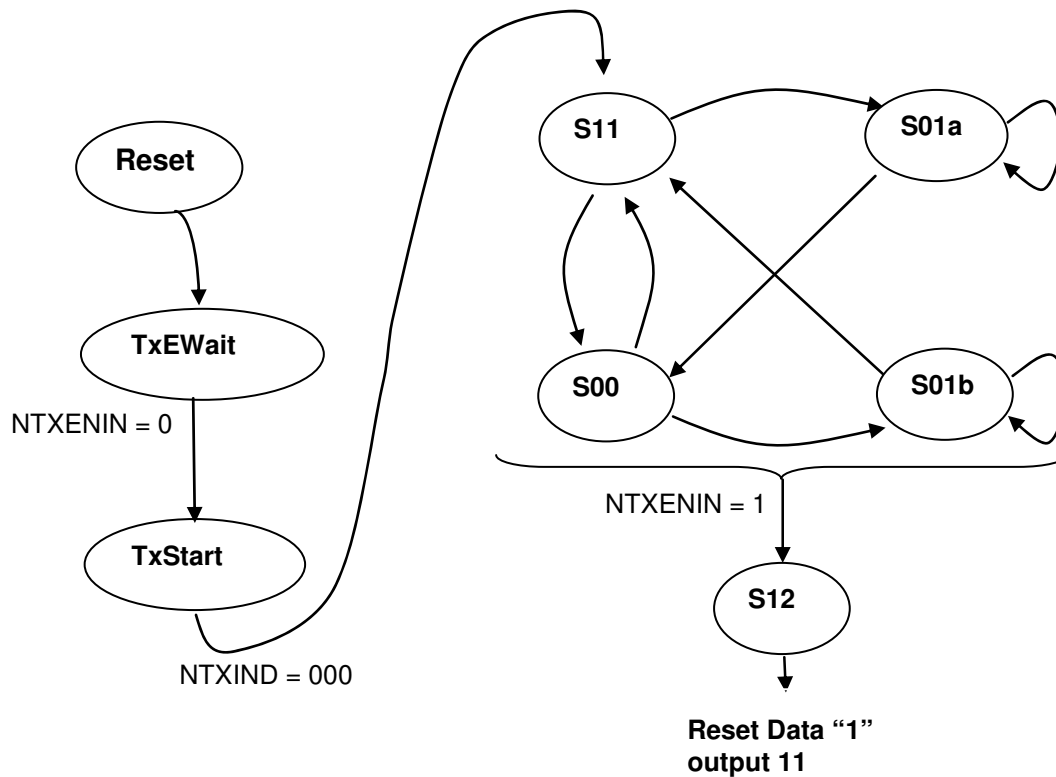 Reset
TxEWait
NTXENIN = 0
TxStart
NTXIND = 000
S11
S01a
S00
S01b
NTXENIN = 1
S12
Reset Data “1”
output 11